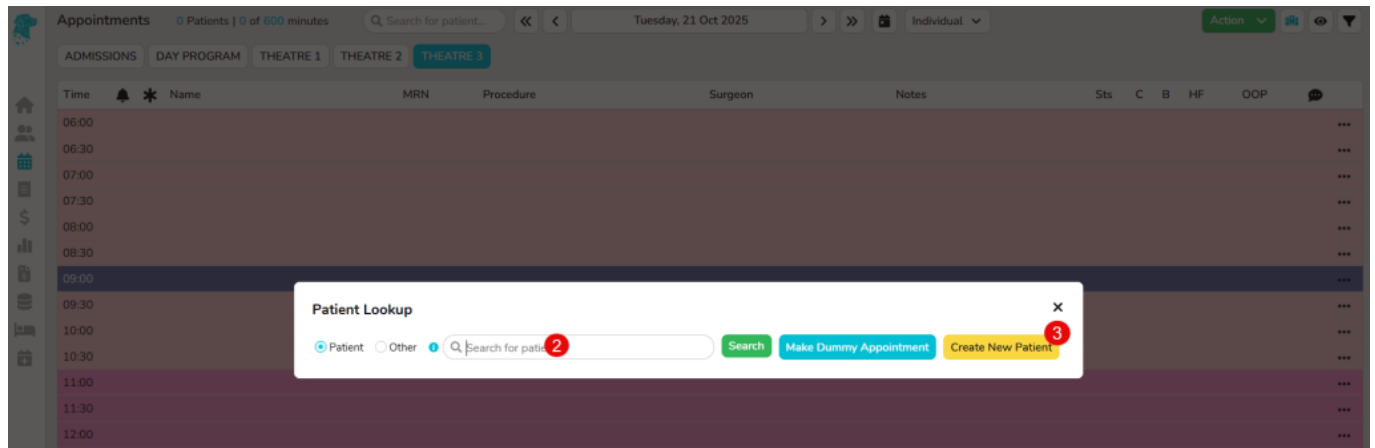 Appointments 0 Patients | 0 of 600 minutes Search for patient... Tuesday, 21 Oct 2025 Individual Action
ADMISSIONS DAY PROGRAM THEATRE 1 THEATRE 2 THEATRE 3
Time Name MRN Procedure Surgeon Notes Sts C B HF OOP
06:00
06:30
07:00
07:30
08:00
08:30
09:00
09:30
Patient Lookup
3
10:00
Patient Other Search for patie 2 Search Make Dummy Appointment Create New Patient
10:30
11:00
11:30
12:00